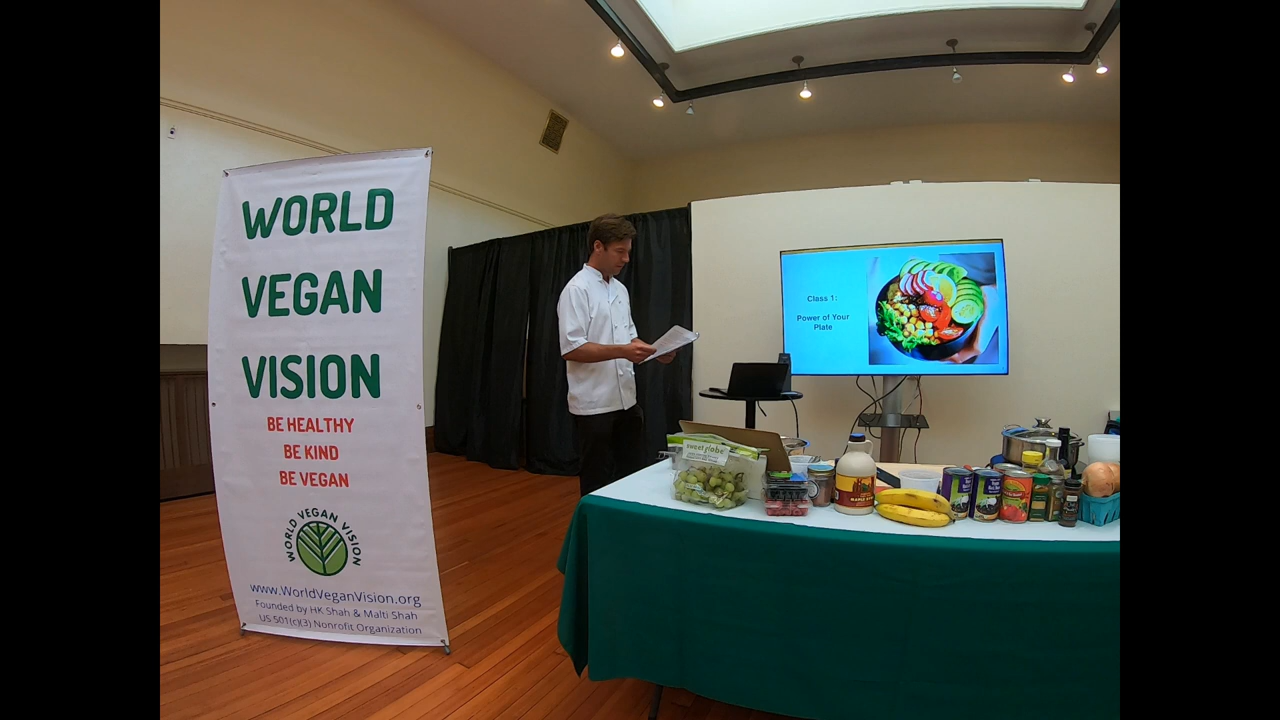 WORLD
VEGAN
VISION
BE HEALTHY
BE KIND
BE VEGAN
WORLD VEGAN VISION
www.WorldVeganVision.org
Founded by HK Shah & Malti Shah
US 501(c)(3) Nonrofit Organization
Class 1:
Power of Your
Plate
sweet globe